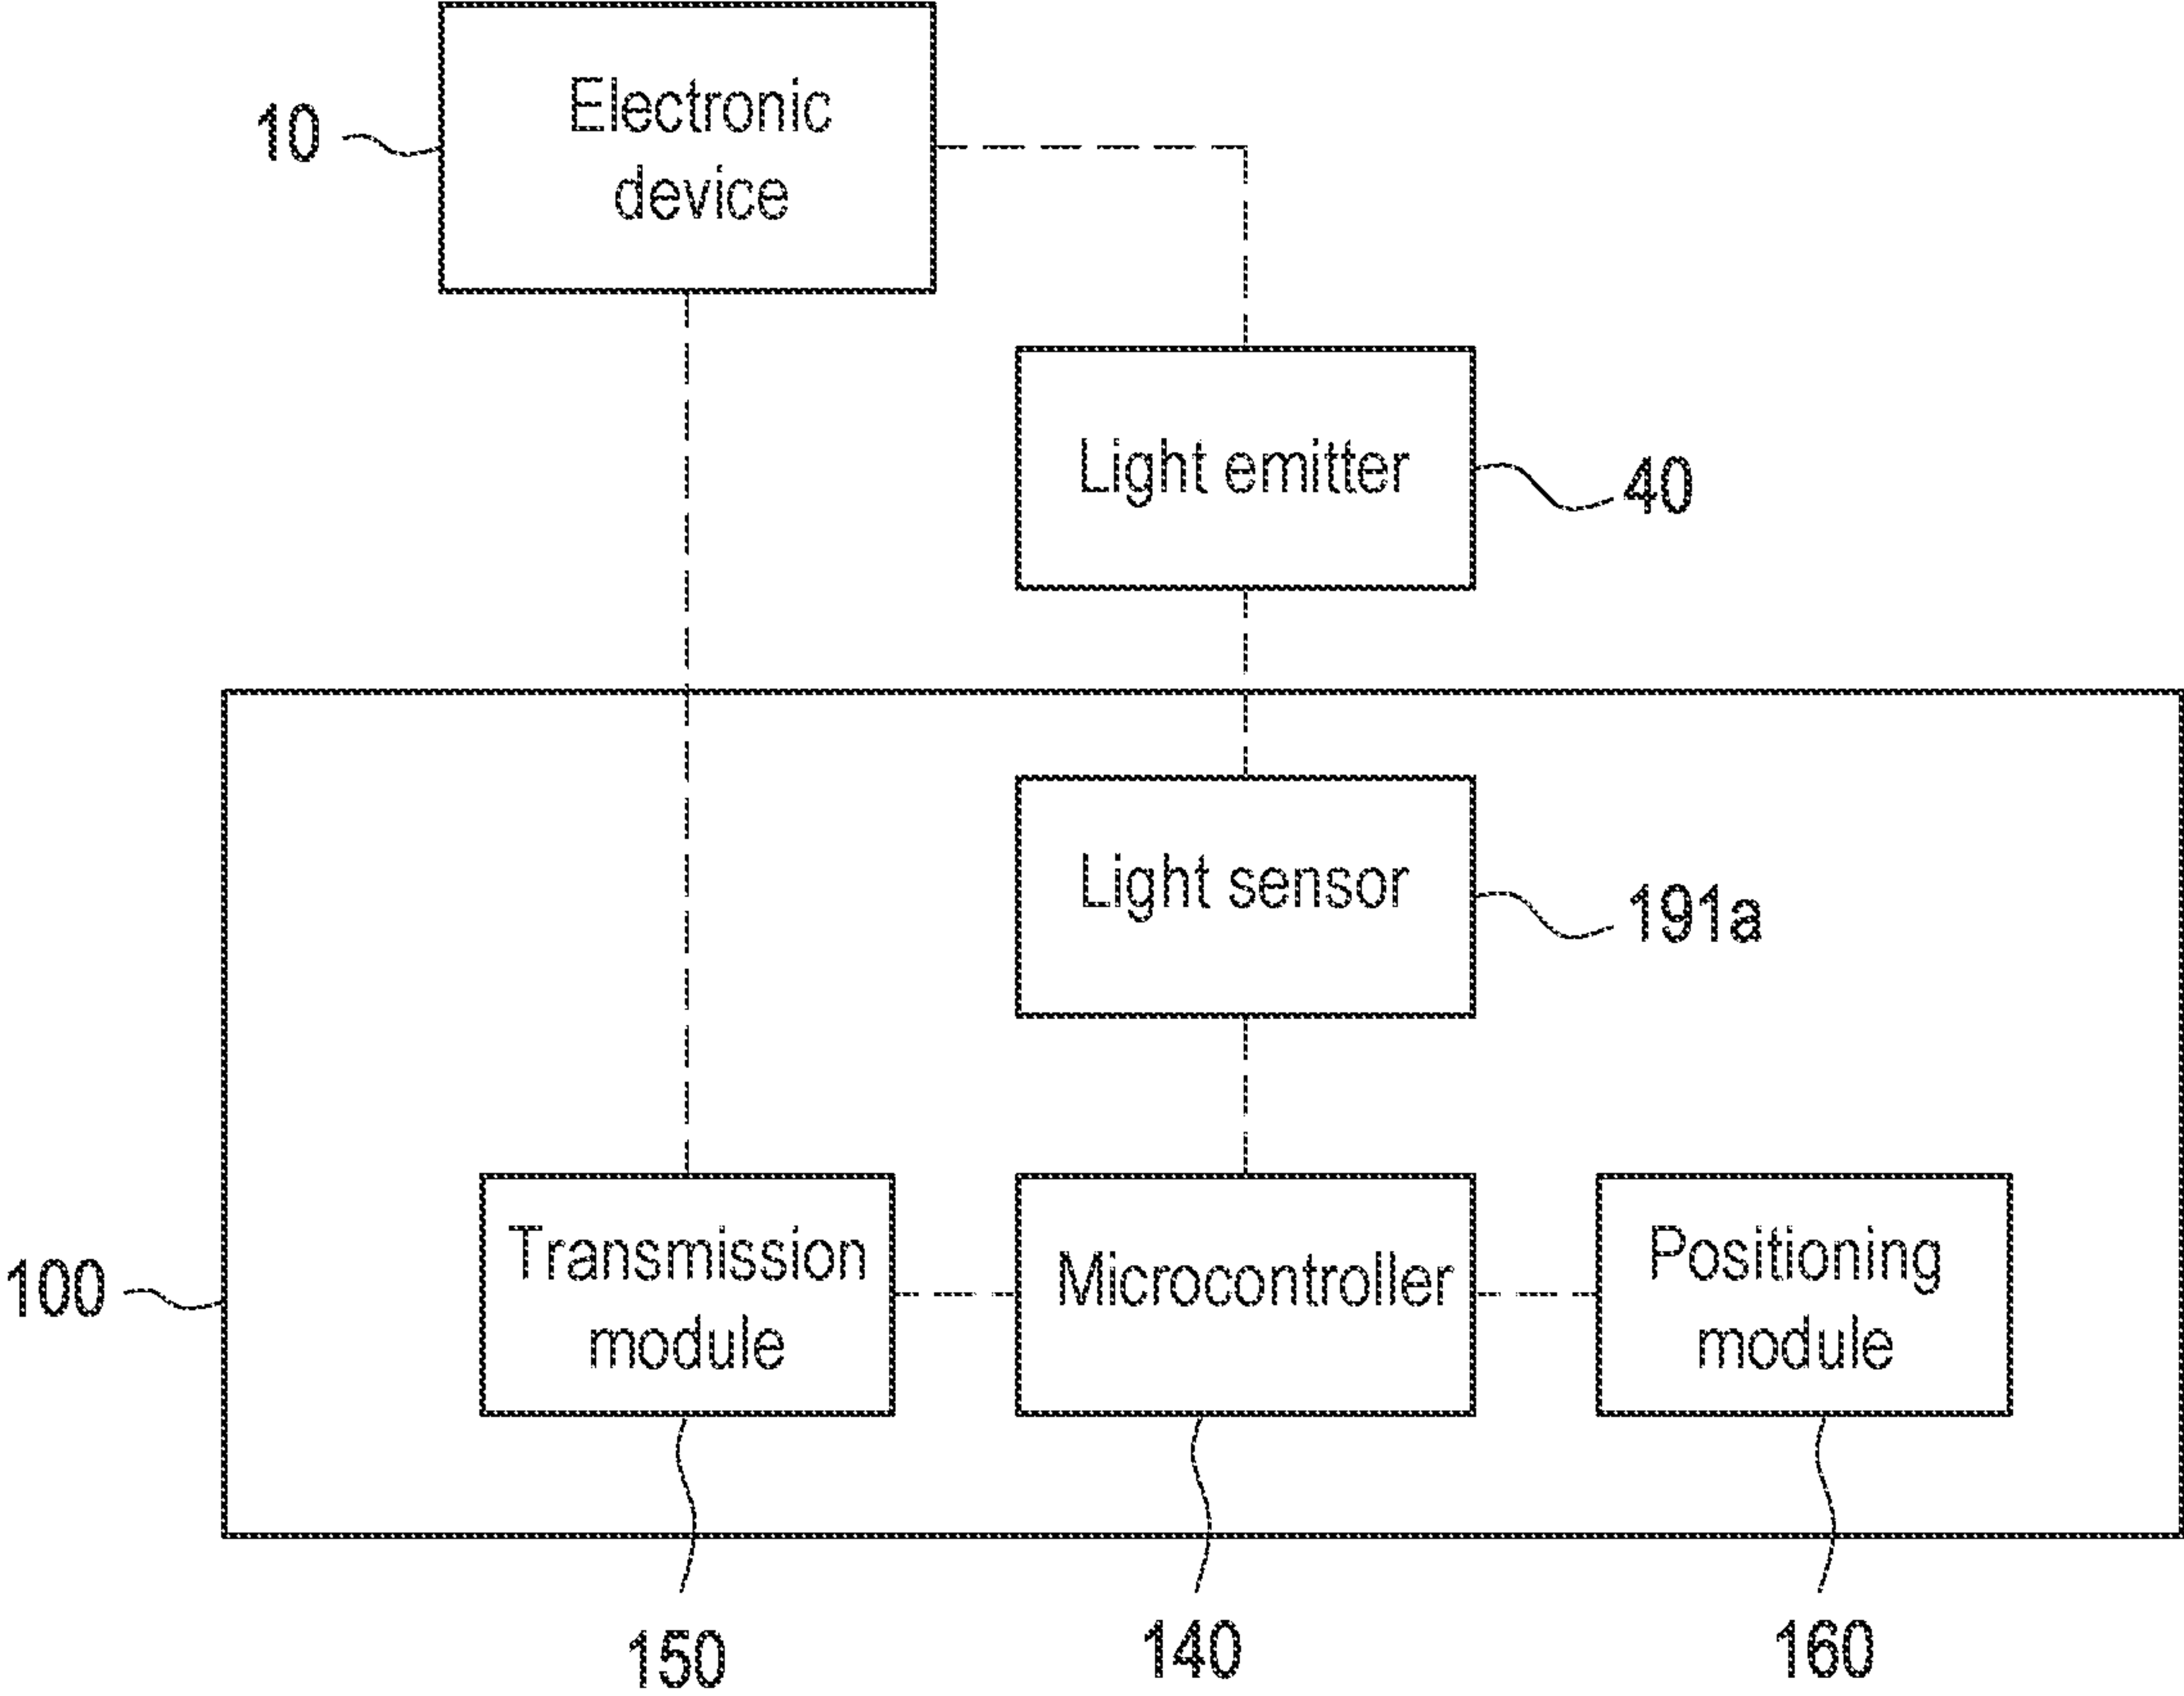 10
Electronic
device
Light emitter
40
Light sensor
191a
100
Transmission
module
Microcontroller
Positioning
module
150
140
160